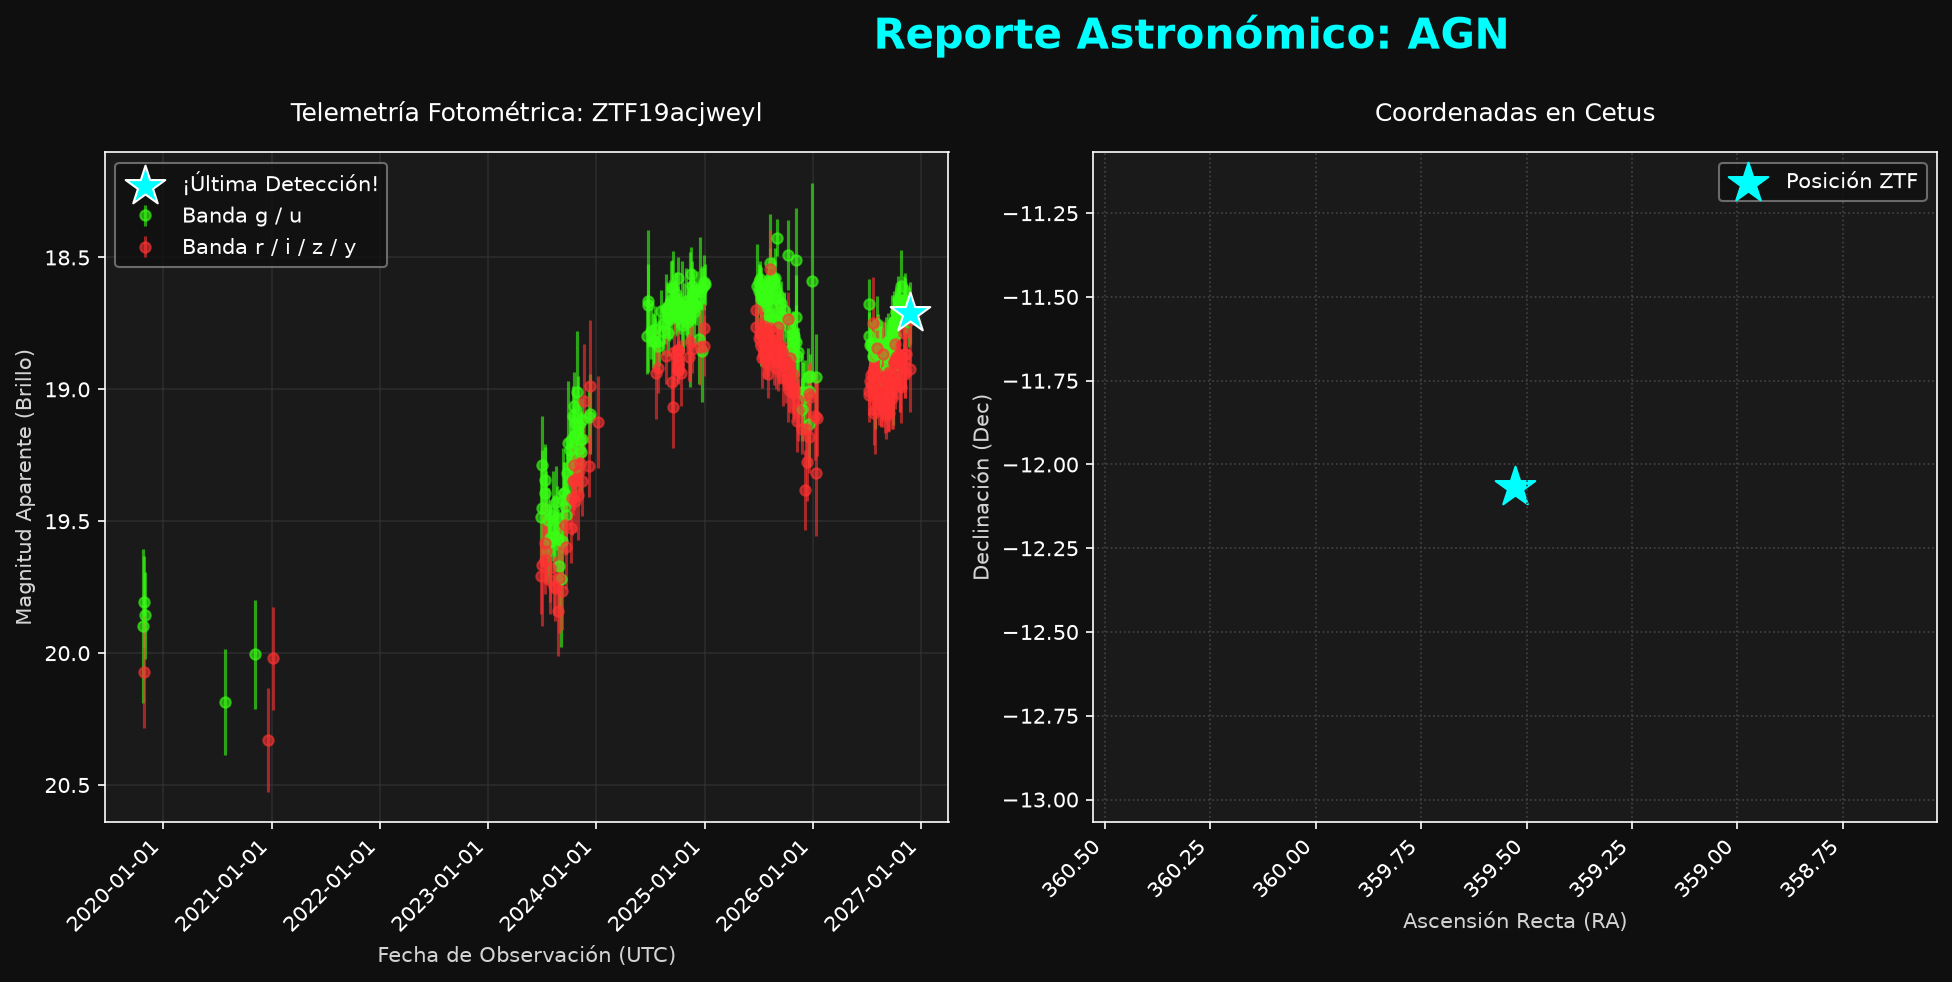 Reporte Astronómico: AGN
Telemetría Fotométrica: ZTF19acjweyl
¡Última Detección!
Banda g / u
Banda r / i / z / y
Magnitud Aparente (Brillo)
18.5
19.0
19.5
20.0
20.5
2020-01-01
2021-01-01
2022-01-01
2023-01-01
2024-01-01
2025-01-01
2026-01-01
2027-01-01
Fecha de Observación (UTC)
Coordenadas en Cetus
Posición ZTF
Declinación (Dec)
−11.25
−11.50
−11.75
−12.00
−12.25
−12.50
−12.75
−13.00
360.50
360.25
360.00
359.75
359.50
359.25
359.00
358.75
Ascensión Recta (RA)